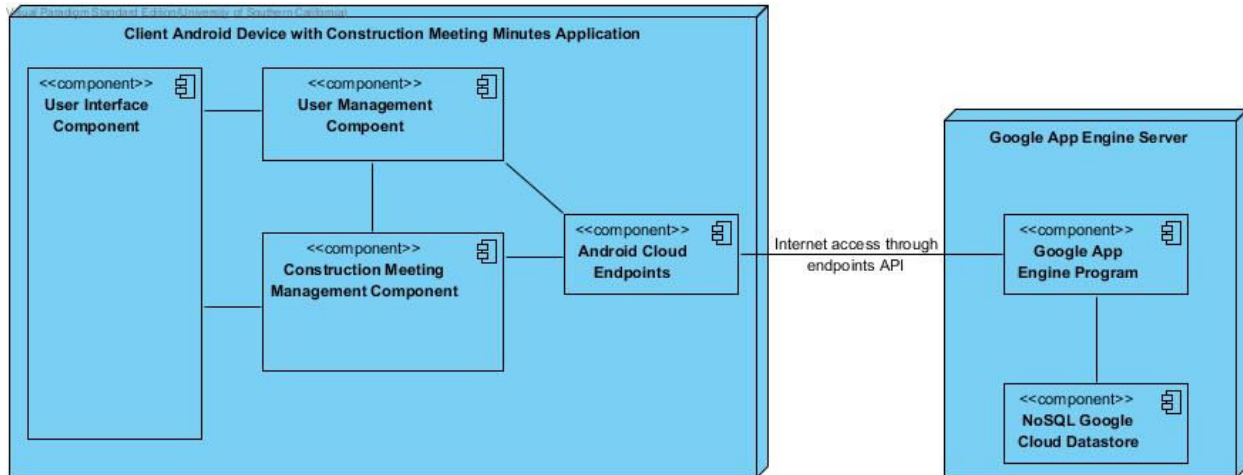 Visual Paradigm Standard Edition(University of Southern California)
Client Android Device with Construction Meeting Minutes Application
<<component>>
User Interface
Component
<<component>>
User Management
Compoent
<<component>>
Construction Meeting
Management Component
<<component>>
Android Cloud
Endpoints
Internet access through
endpoints API
Google App Engine Server
<<component>>
Google App
Engine Program
<<component>>
NoSQL Google
Cloud Datastore